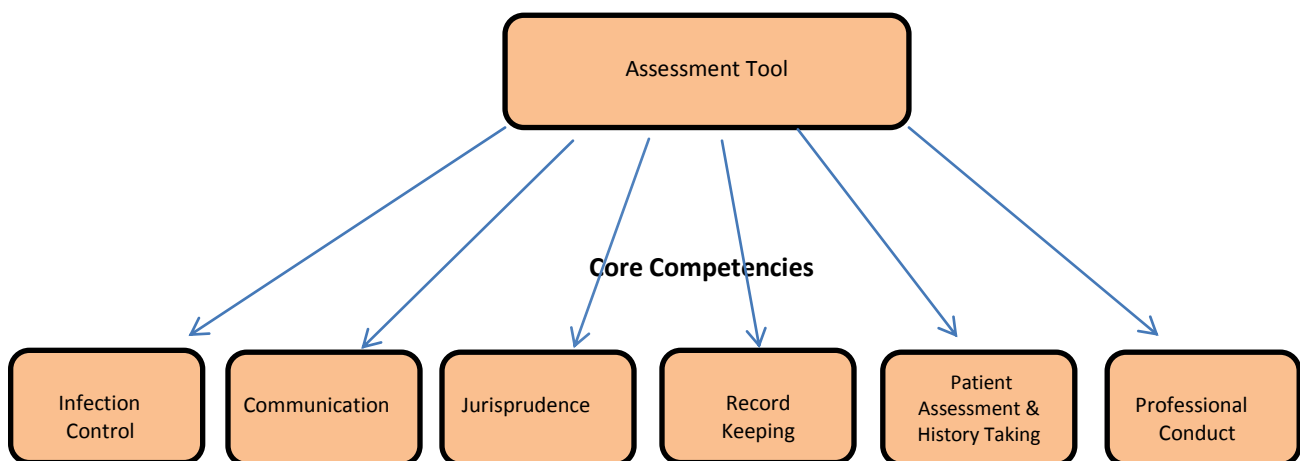 Assessment Tool
Core Competencies
Infection
Control
Communication
Jurisprudence
Record
Keeping
Patient
Assessment &
History Taking
Professional
Conduct